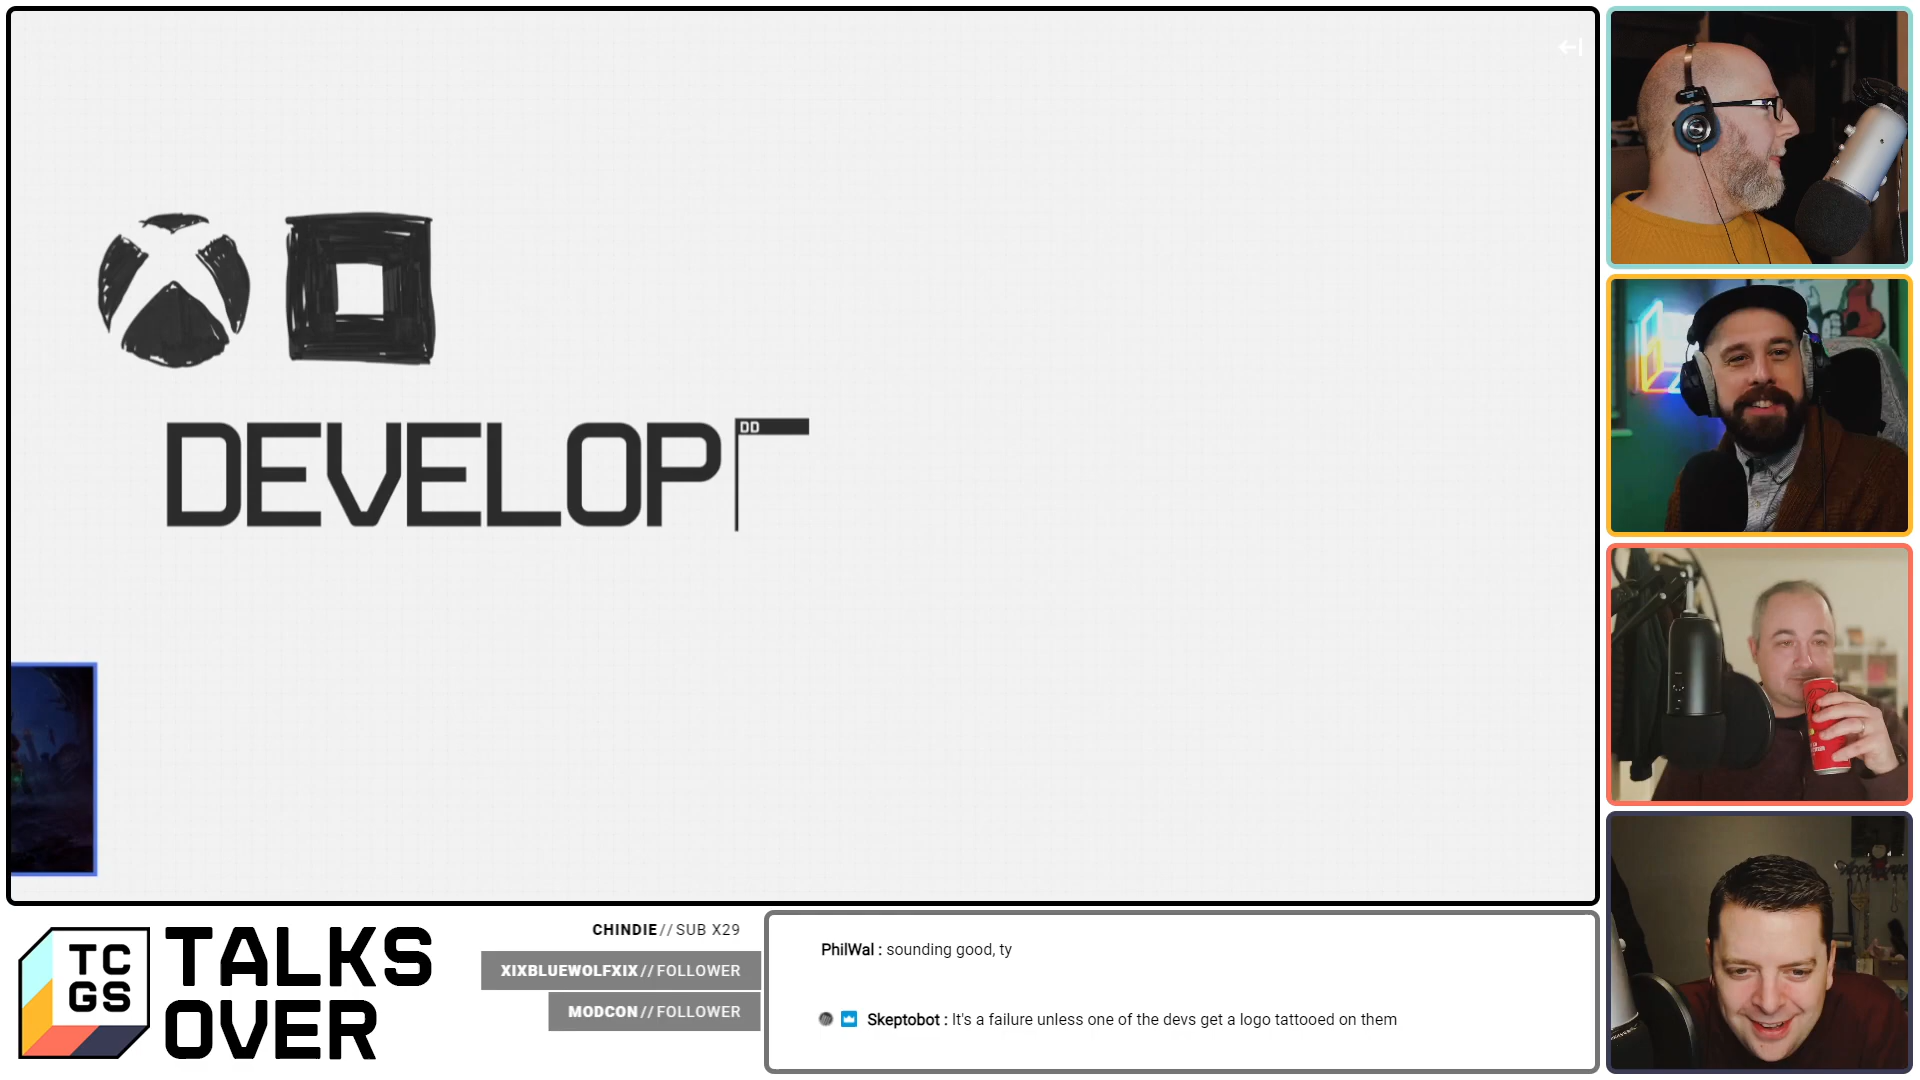 DEVELOP
DD
TC
GS
TALKS
OVER
CHINDIE // SUB X29
XIXBLUEWOLFXIX // FOLLOWER
MODCON // FOLLOWER
PhilWal : sounding good, ty
Skeptobot : It's a failure unless one of the devs get a logo tattooed on them